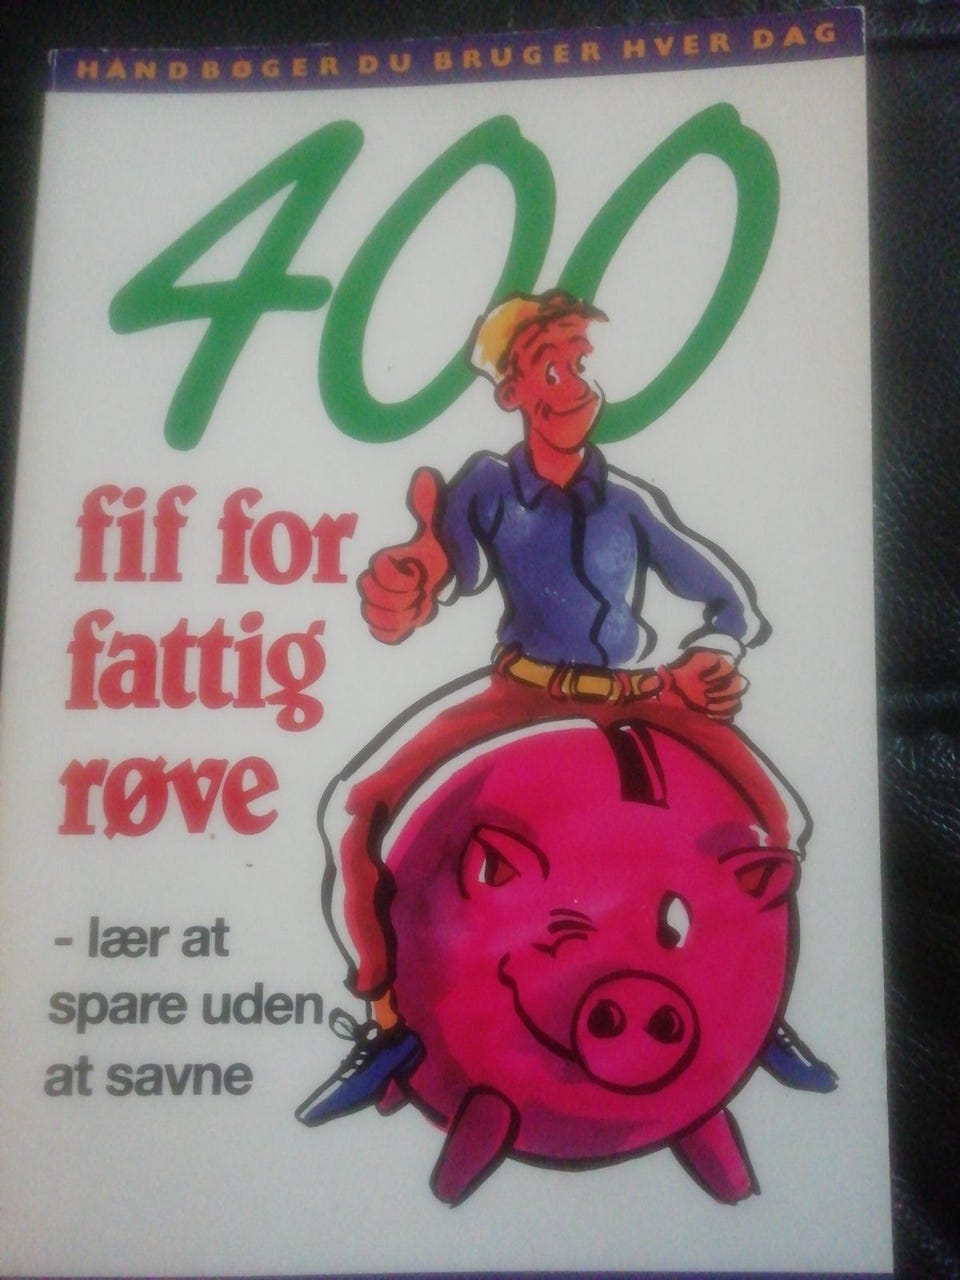 HÅNDBØGER DU BRUGER HVER DAG
400
fif for
fattig
røve
- lær at
spare uden
at savne